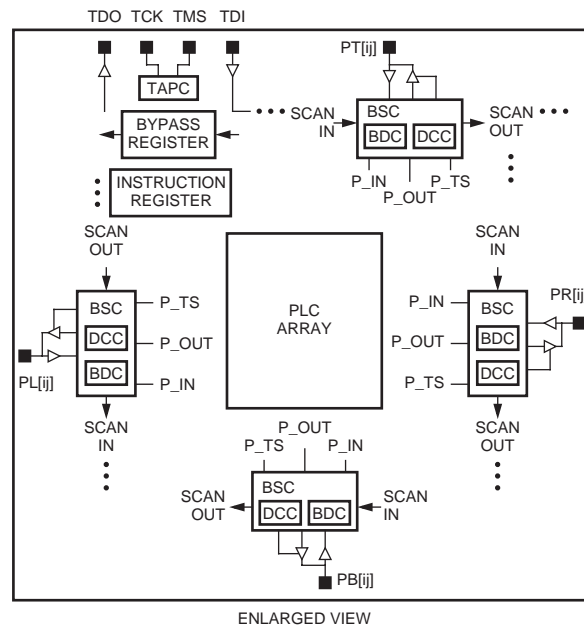 TDO TCK TMS TDI
PT[ij]
TAPC
BYPASS
REGISTER
INSTRUCTION
REGISTER
SCAN
IN
BSC
BDC DCC
SCAN
OUT
P_IN P_TS
P_OUT
SCAN
OUT
BSC
DCC
BDC
P_TS
P_OUT
P_IN
PL[ij]
SCAN
IN
PLC
ARRAY
SCAN
IN
P_IN
P_OUT
P_TS
BSC
BDC
DCC
PR[ij]
SCAN
OUT
P_OUT
P_TS P_IN
SCAN
OUT
BSC
DCC BDC
SCAN
IN
PB[ij]
ENLARGED VIEW